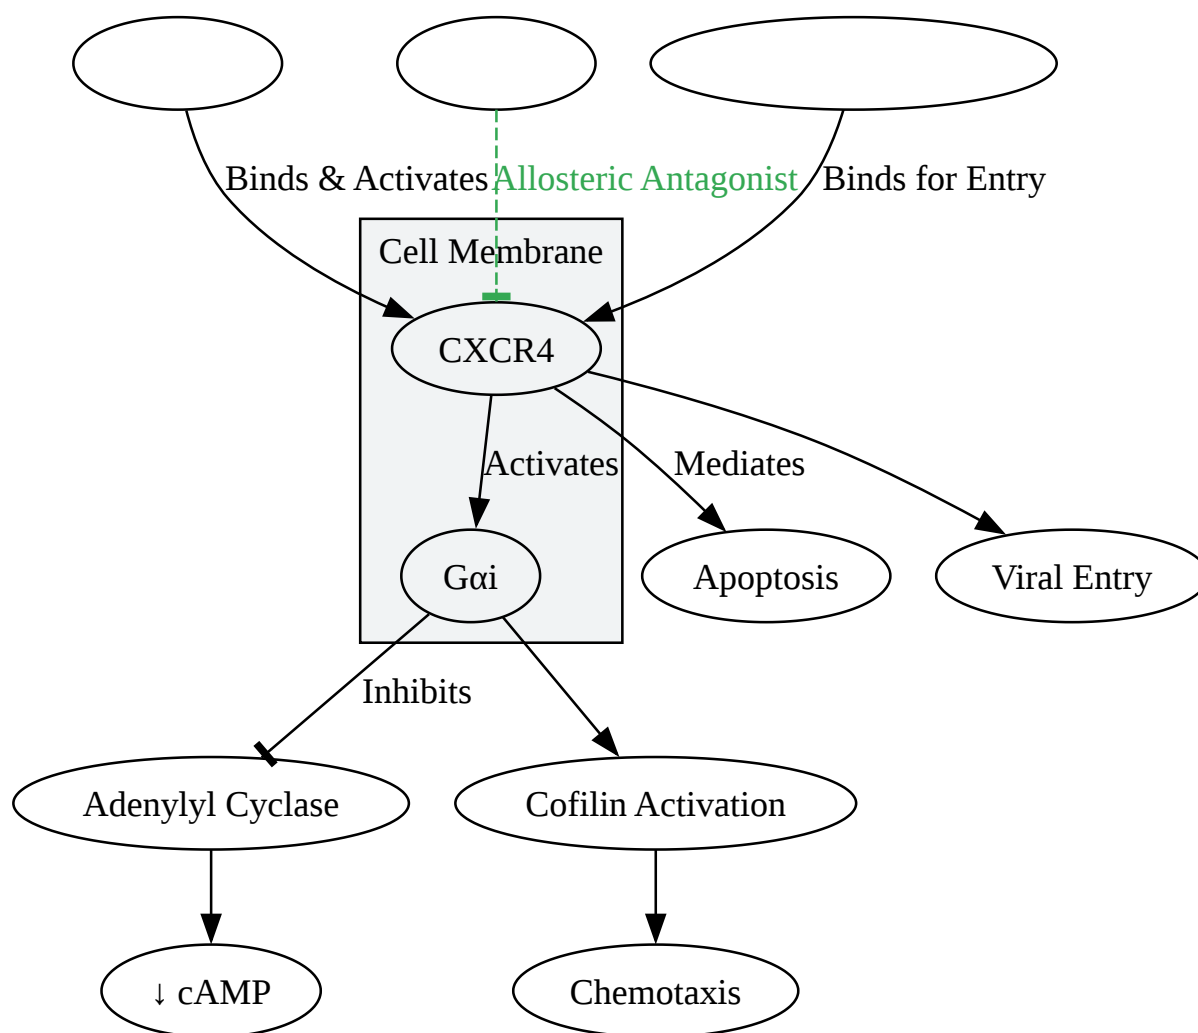 Binds & Activates
Allosteric Antagonist
Binds for Entry
Cell Membrane
CXCR4
Activates
Mediates
Gαi
Apoptosis
Viral Entry
Inhibits
Adenylyl Cyclase
Cofilin Activation
↓ cAMP
Chemotaxis